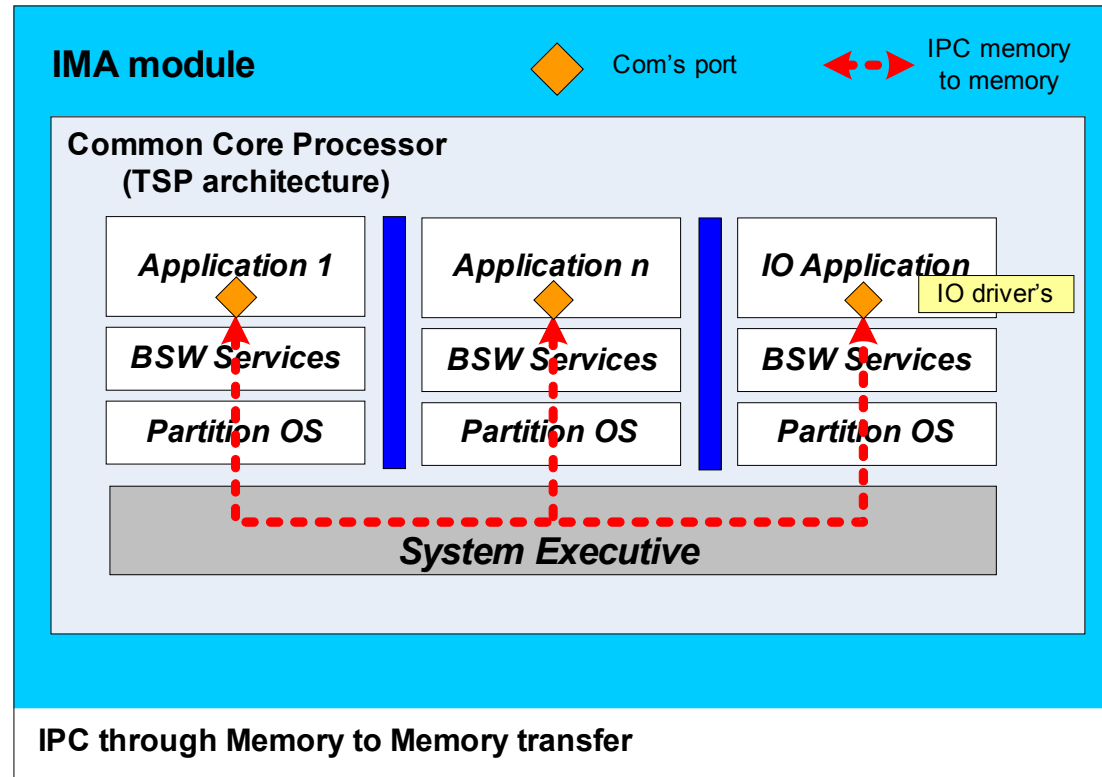 IMA module
Com's port
IPC memory
to memory
Common Core Processor
(TSP architecture)
Application 1
Application n
IO Application
IO driver's
BSW Services
BSW Services
BSW Services
Partition OS
Partition OS
Partition OS
System Executive
IPC through Memory to Memory transfer